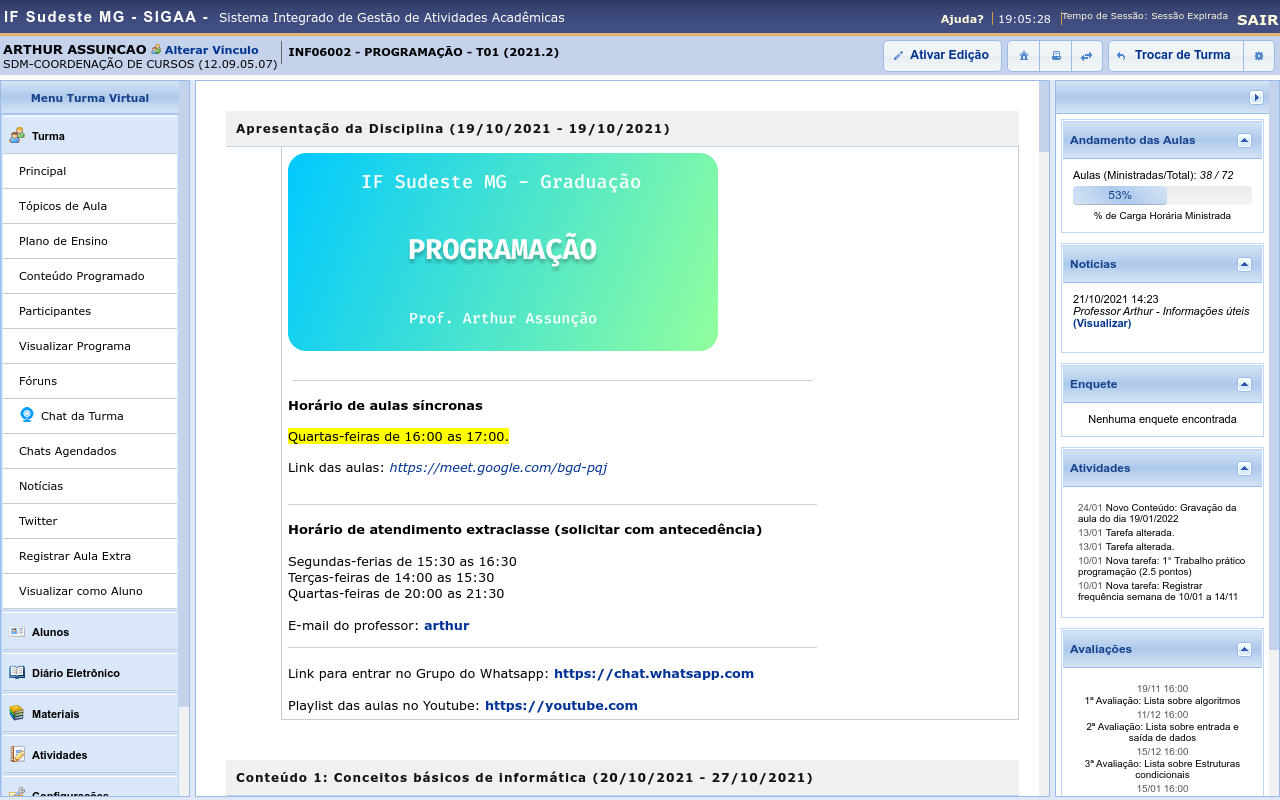 IF Sudeste MG - SIGAA - Sistema Integrado de Gestão de Atividades Acadêmicas
Ajuda? 19:05:28 Tempo de Sessão: Sessão Expirada SAIR
ARTHUR ASSUNCAO Alterar Vínculo
SDM-COORDENAÇÃO DE CURSOS (12.09.05.07)
INF06002 - PROGRAMAÇÃO - T01 (2021.2)
Ativar Edição
Trocar de Turma
Menu Turma Virtual
Turma
Principal
Tópicos de Aula
Plano de Ensino
Conteúdo Programado
Participantes
Visualizar Programa
Fóruns
Chat da Turma
Chats Agendados
Notícias
Twitter
Registrar Aula Extra
Visualizar como Aluno
Alunos
Diário Eletrônico
Materiais
Atividades
Configurações
Apresentação da Disciplina (19/10/2021 - 19/10/2021)
IF Sudeste MG - Graduação
PROGRAMAÇÃO
Prof. Arthur Assunção
Horário de aulas síncronas
Quartas-feiras de 16:00 as 17:00.
Link das aulas: https://meet.google.com/bgd-pqj
Horário de atendimento extraclasse (solicitar com antecedência)
Segundas-ferias de 15:30 as 16:30
Terças-feiras de 14:00 as 15:30
Quartas-feiras de 20:00 as 21:30
E-mail do professor: arthur
Link para entrar no Grupo do Whatsapp: https://chat.whatsapp.com
Playlist das aulas no Youtube: https://youtube.com
Conteúdo 1: Conceitos básicos de informática (20/10/2021 - 27/10/2021)
Andamento das Aulas
Aulas (Ministradas/Total): 38 / 72
53%
% de Carga Horária Ministrada
Notícias
21/10/2021 14:23
Professor Arthur - Informações úteis
(Visualizar)
Enquete
Nenhuma enquete encontrada
Atividades
24/01 Novo Conteúdo: Gravação da
aula do dia 19/01/2022
13/01 Tarefa alterada.
13/01 Tarefa alterada.
10/01 Nova tarefa: 1° Trabalho prático
programação (2.5 pontos)
10/01 Nova tarefa: Registrar
frequência semana de 10/01 a 14/11
Avaliações
19/11 16:00
1ª Avaliação: Lista sobre algoritmos
11/12 16:00
2ª Avaliação: Lista sobre entrada e
saída de dados
15/12 16:00
3ª Avaliação: Lista sobre Estruturas
condicionais
15/01 16:00